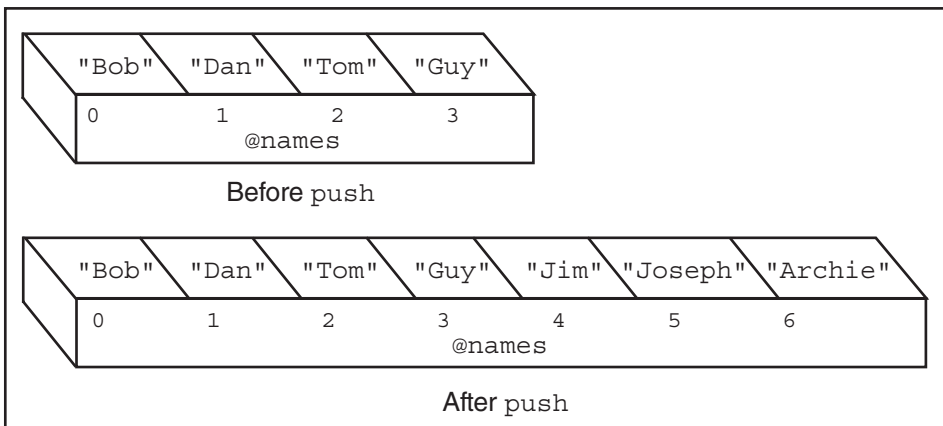 "Bob" "Dan" "Tom" "Guy"
0 1 2 3
@names
Before push
"Bob" "Dan" "Tom" "Guy" "Jim" "Joseph" "Archie"
0 1 2 3 4 5 6
@names
After push